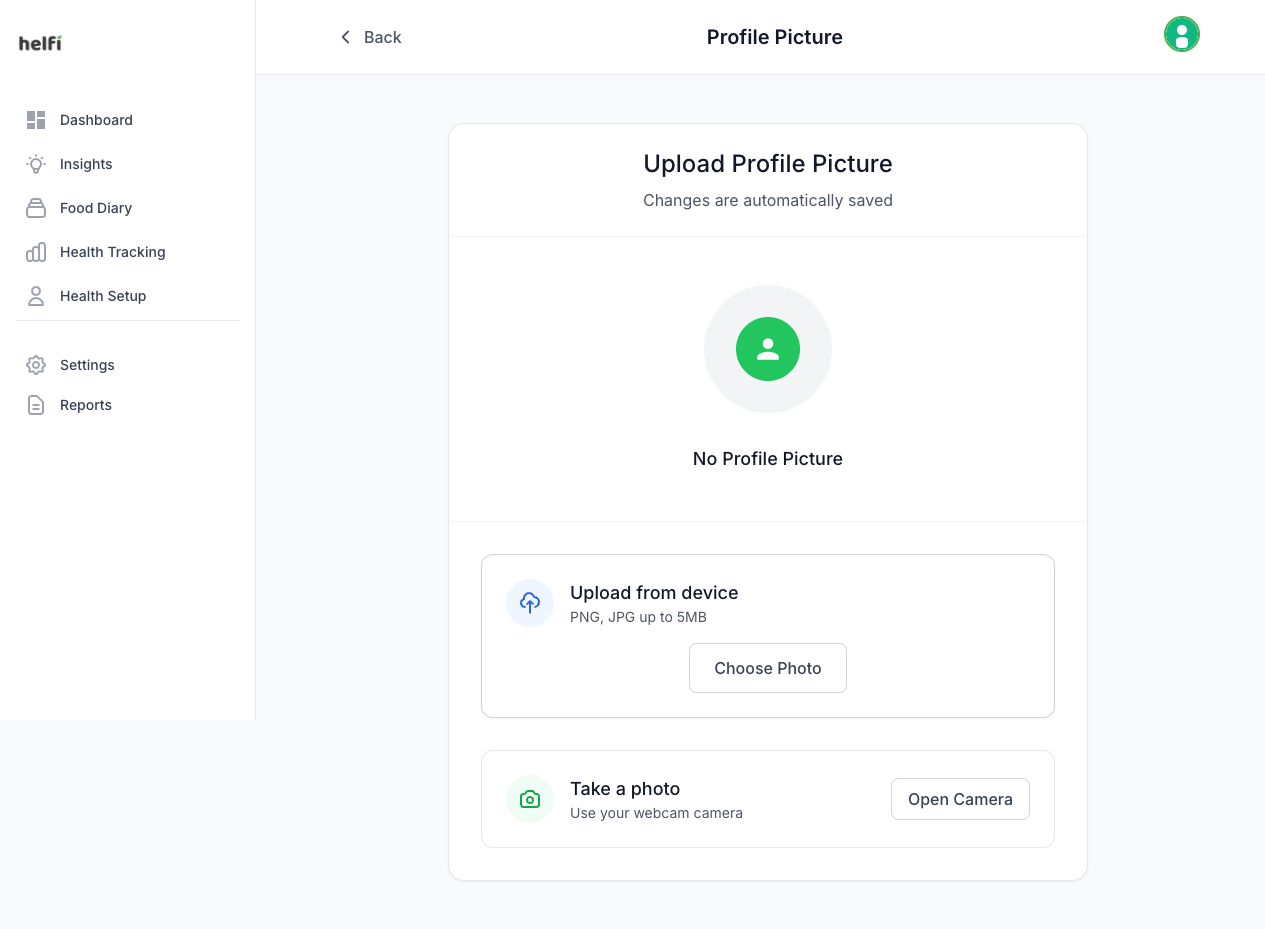 helfi
Back
Profile Picture
Dashboard
Insights
Food Diary
Health Tracking
Health Setup
Settings
Reports
Upload Profile Picture
Changes are automatically saved
No Profile Picture
Upload from device
PNG, JPG up to 5MB
Choose Photo
Take a photo
Use your webcam camera
Open Camera